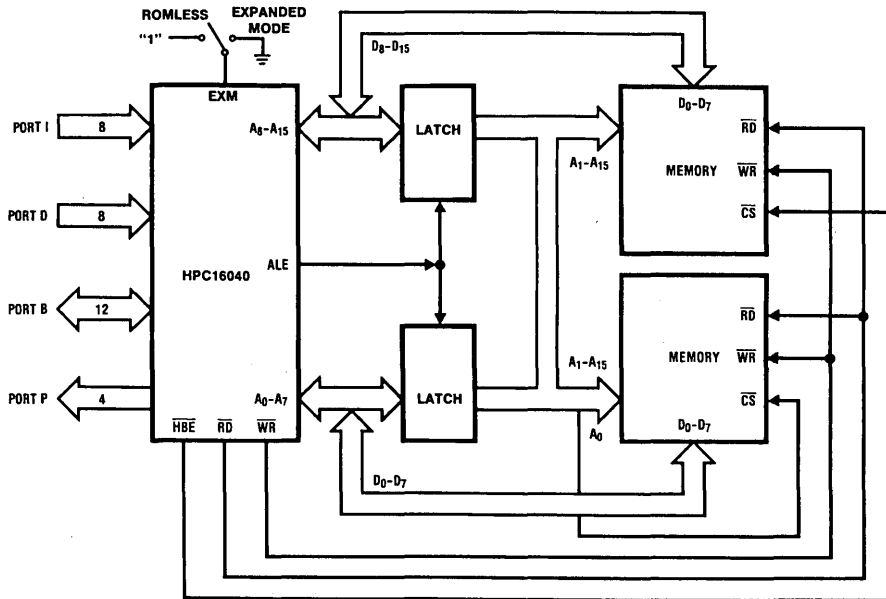 ROMLESS
EXPANDED
MODE
"1"
EXM
D8–D15
D0–D7
PORT I
8
A8–A15
LATCH
A1–A15
RD
MEMORY
WR
CS
PORT D
8
HPC16040
ALE
PORT B
12
RD
MEMORY
WR
A1–A15
CS
PORT P
4
A0–A7
LATCH
A0
D0–D7
HBE
RD
WR
D0–D7